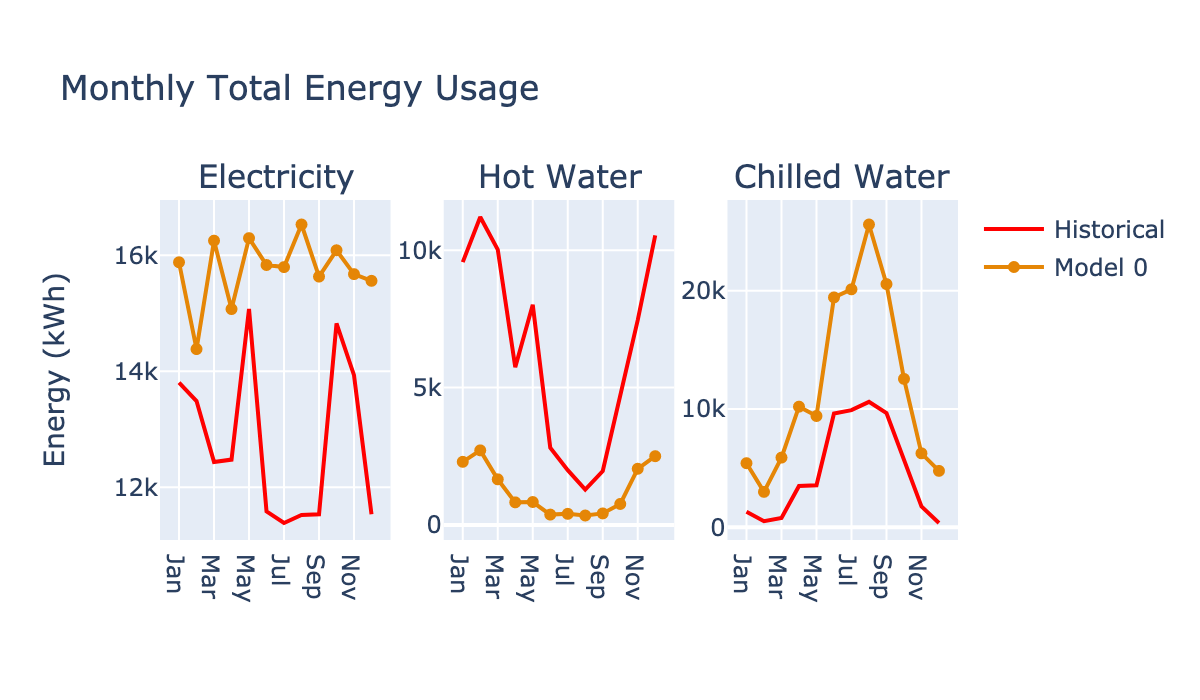 Monthly Total Energy Usage
Electricity
Hot Water
Chilled Water
Energy (kWh)
16k
14k
12k
Jan
Mar
May
Jul
Sep
Nov
10k
5k
0
Jan
Mar
May
Jul
Sep
Nov
20k
10k
0
Jan
Mar
May
Jul
Sep
Nov
Historical
Model 0